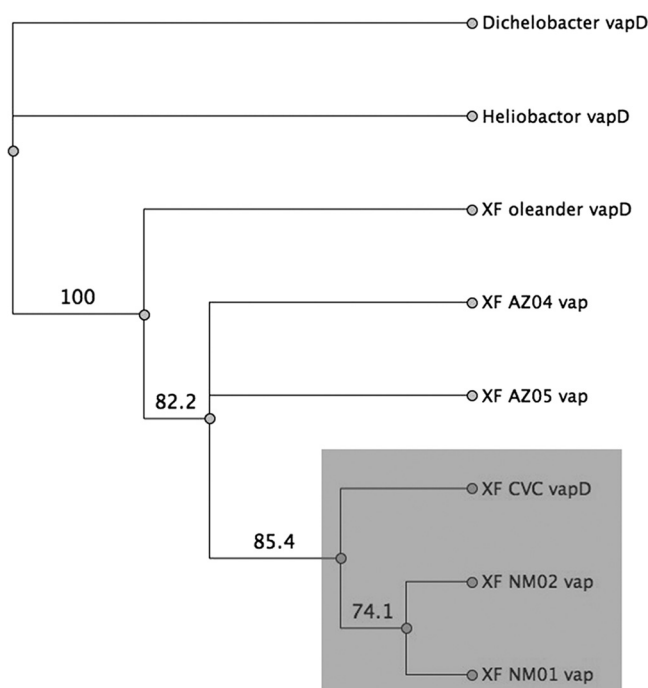 Dichelobacter vapD
Heliobactor vapD
XF oleander vapD
100
XF AZ04 vap
82.2
XF AZ05 vap
XF CVC vapD
85.4
XF NM02 vap
74.1
XF NM01 vap